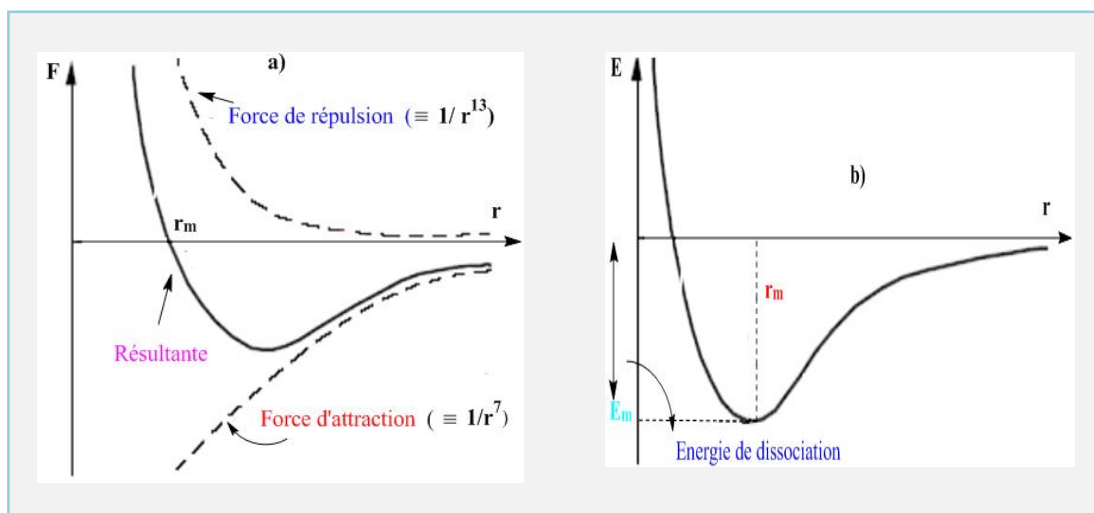 F
a)
Force de répulsion (≡ 1/ r¹³)
r
rm
Résultante
Force d'attraction ( ≡ 1/r⁷)
E
b)
r
rm
Em
Energie de dissociation